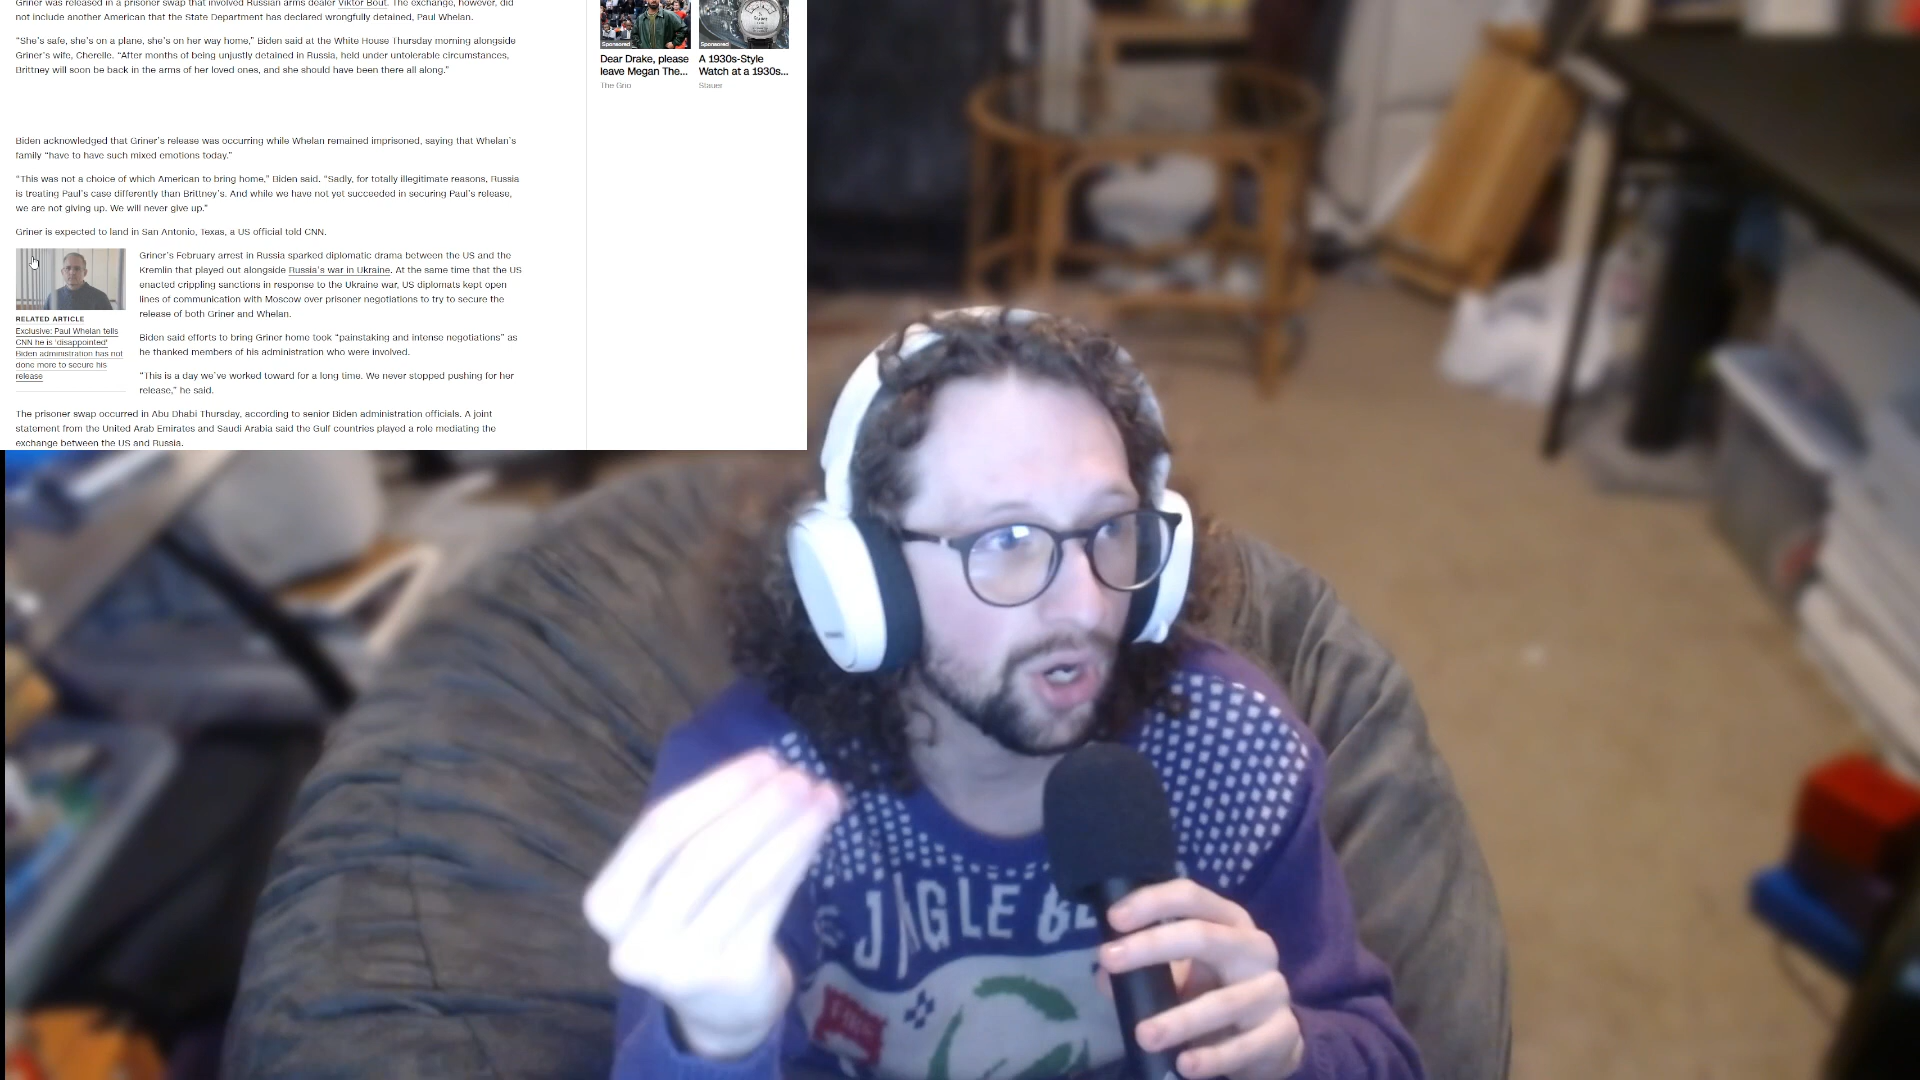 Griner was released in a prisoner swap that involved Russian arms dealer Viktor Bout. The exchange, however, did
not include another American that the State Department has declared wrongfully detained, Paul Whelan.
“She’s safe, she’s on a plane, she’s on her way home,” Biden said at the White House Thursday morning alongside
Griner’s wife, Cherelle. “After months of being unjustly detained in Russia, held under untolerable circumstances,
Brittney will soon be back in the arms of her loved ones, and she should have been there all along.”
Biden acknowledged that Griner’s release was occurring while Whelan remained imprisoned, saying that Whelan’s
family “have to have such mixed emotions today.”
“This was not a choice of which American to bring home,” Biden said. “Sadly, for totally illegitimate reasons, Russia
is treating Paul’s case differently than Brittney’s. And while we have not yet succeeded in securing Paul’s release,
we are not giving up. We will never give up.”
Griner is expected to land in San Antonio, Texas, a US official told CNN.
RELATED ARTICLE
Exclusive: Paul Whelan tells
CNN he is ‘disappointed’
Biden administration has not
done more to secure his
release
Griner’s February arrest in Russia sparked diplomatic drama between the US and the
Kremlin that played out alongside Russia’s war in Ukraine. At the same time that the US
enacted crippling sanctions in response to the Ukraine war, US diplomats kept open
lines of communication with Moscow over prisoner negotiations to try to secure the
release of both Griner and Whelan.
Biden said efforts to bring Griner home took “painstaking and intense negotiations” as
he thanked members of his administration who were involved.
“This is a day we’ve worked toward for a long time. We never stopped pushing for her
release,” he said.
The prisoner swap occurred in Abu Dhabi Thursday, according to senior Biden administration officials. A joint
statement from the United Arab Emirates and Saudi Arabia said the Gulf countries played a role mediating the
exchange between the US and Russia.
Sponsored
Dear Drake, please
leave Megan The...
The Grio
Sponsored
A 1930s-Style
Watch at a 1930s...
Stauer
JINGLE